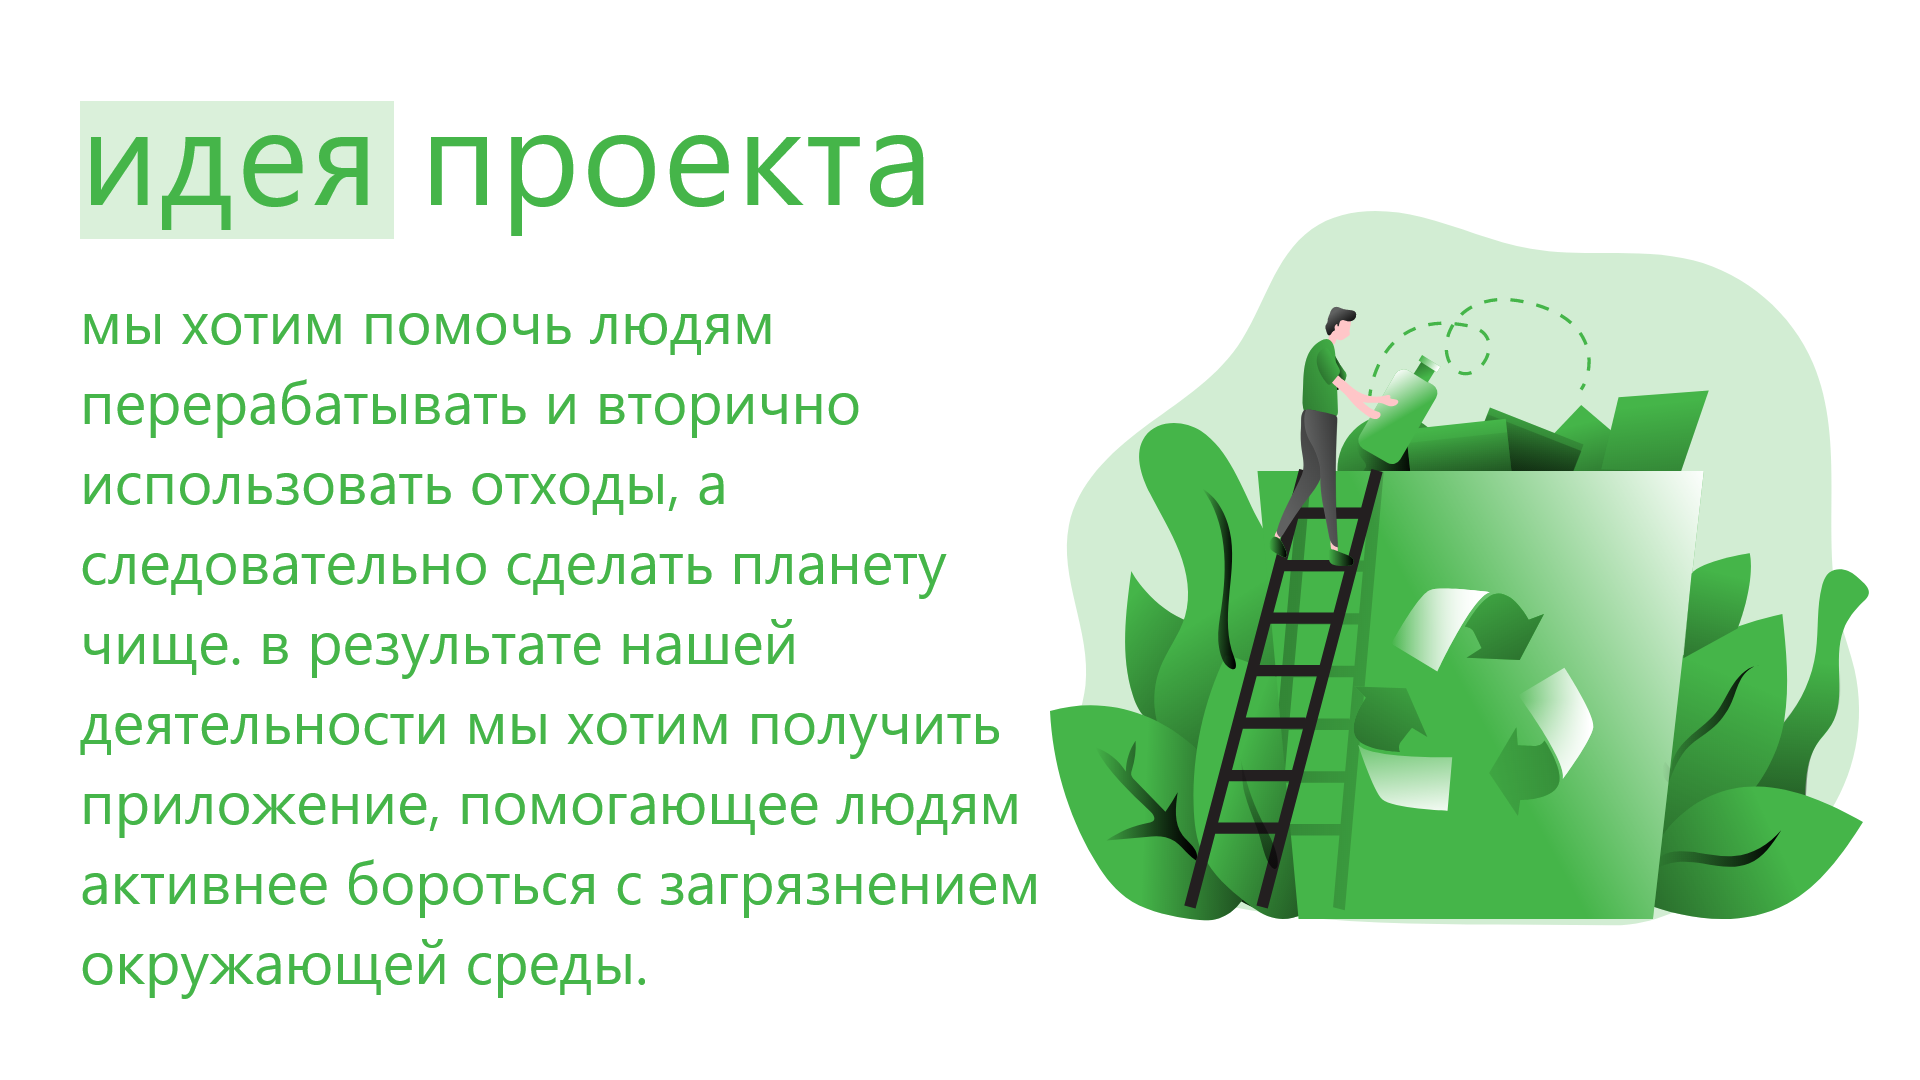 идея проекта
мы хотим помочь людям
перерабатывать и вторично
использовать отходы, а
следовательно сделать планету
чище. в результате нашей
деятельности мы хотим получить
приложение, помогающее людям
активнее бороться с загрязнением
окружающей среды.